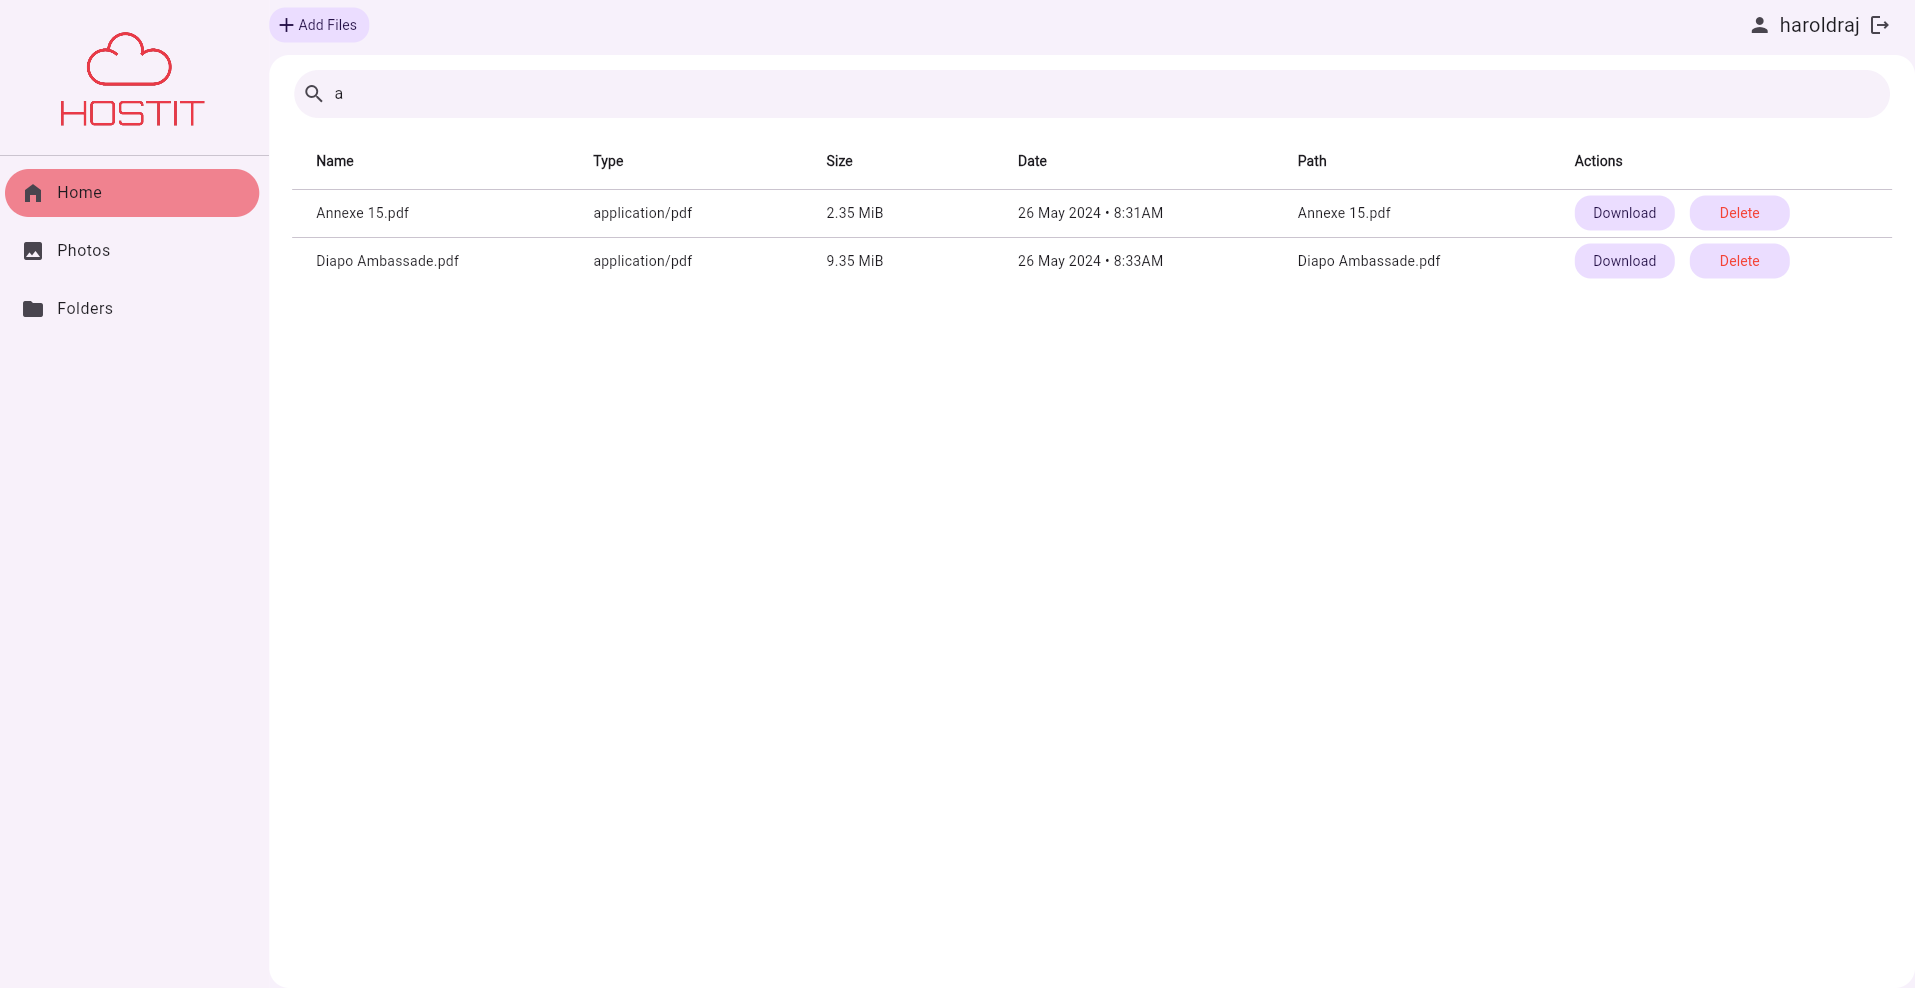 HOSTIT
Add Files
haroldraj
Home
Photos
Folders
a
Name Type Size Date Path Actions
Annexe 15.pdf application/pdf 2.35 MiB 26 May 2024 • 8:31AM Annexe 15.pdf Download Delete
Diapo Ambassade.pdf application/pdf 9.35 MiB 26 May 2024 • 8:33AM Diapo Ambassade.pdf Download Delete